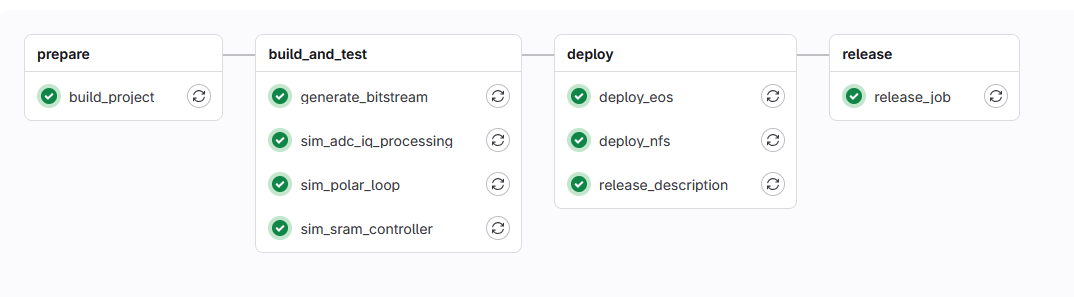 prepare
build_project
build_and_test
generate_bitstream
sim_adc_iq_processing
sim_polar_loop
sim_sram_controller
deploy
deploy_eos
deploy_nfs
release_description
release
release_job